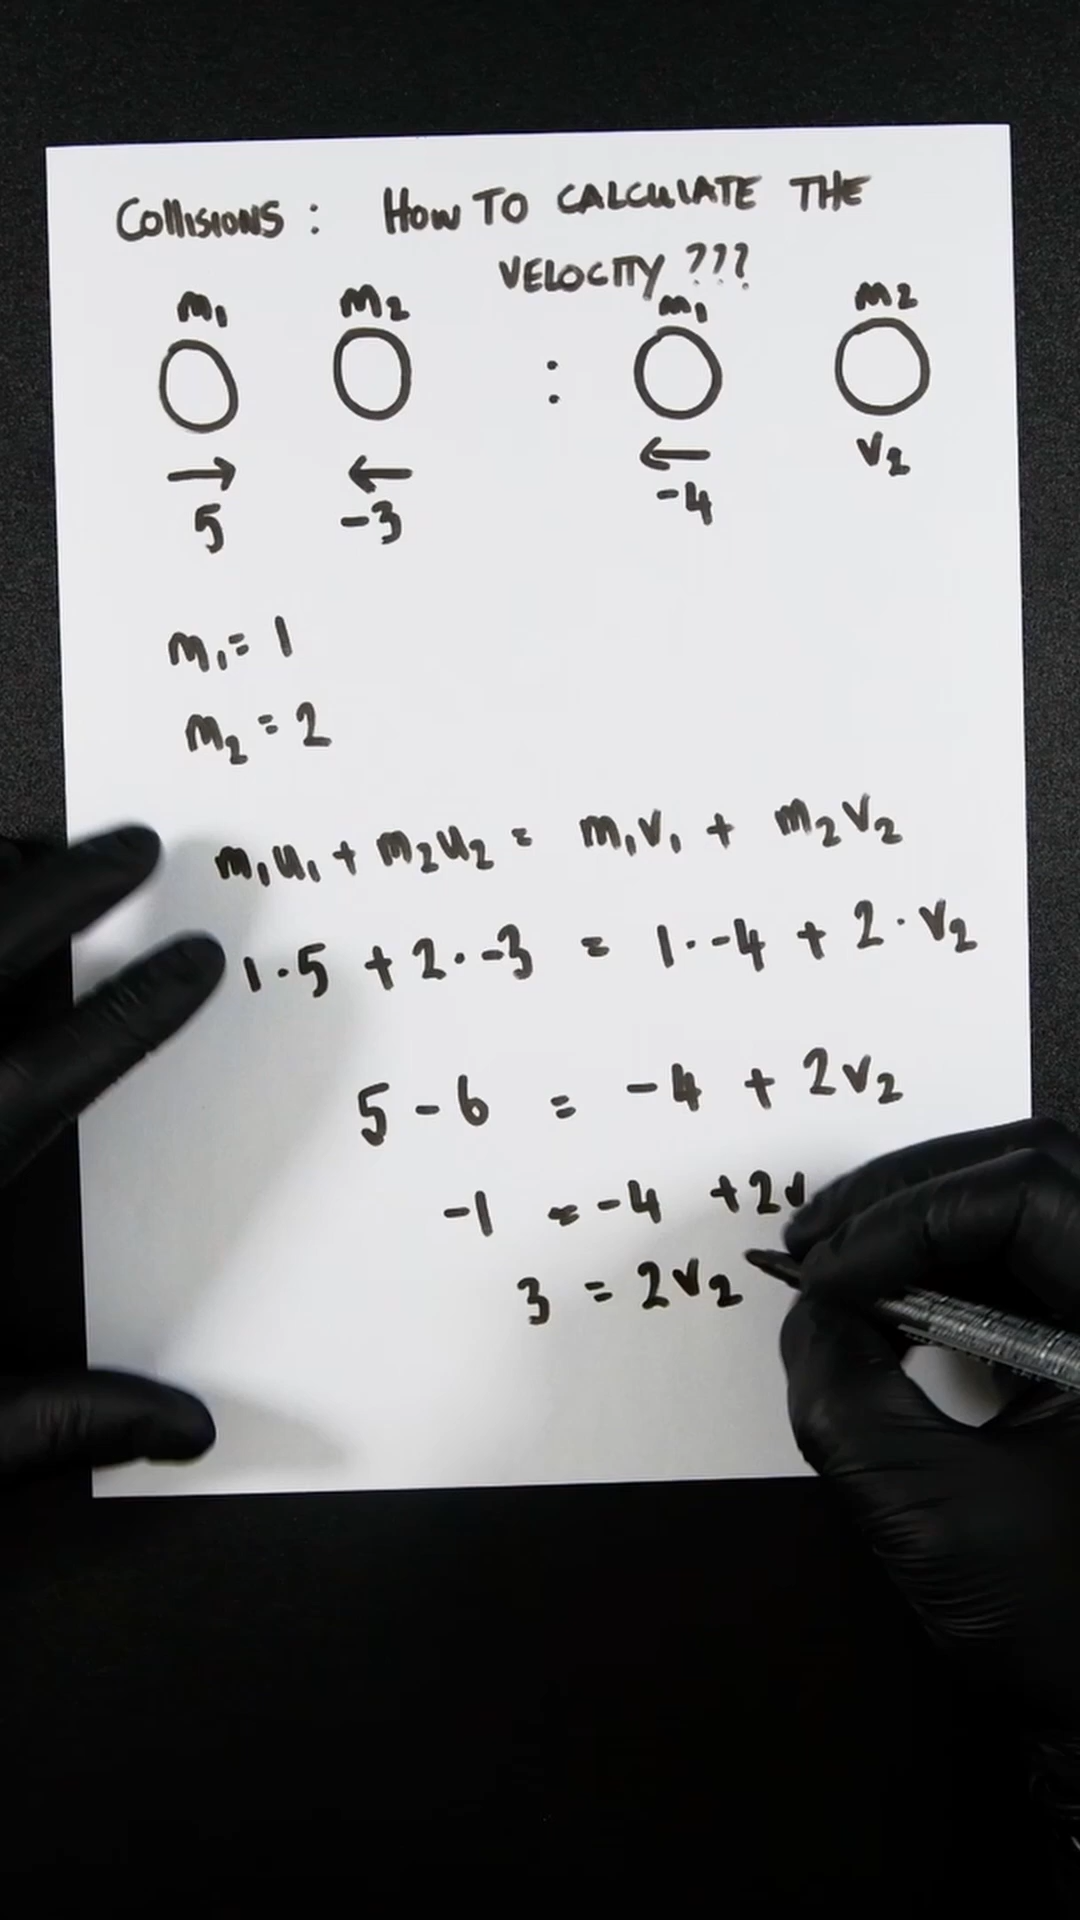 COllISIONS : HOW TO CALCULATE THE
VELOCITY ???
m₁ m₂ : m₁ m₂
→ ← ← v₂
5 -3 -4
m₁ = 1
m₂ = 2
m₁u₁ + m₂u₂ = m₁v₁ + m₂v₂
1·5 + 2·-3 = 1·-4 + 2·v₂
5 - 6 = -4 + 2v₂
-1 = -4 +2v
3 = 2v₂